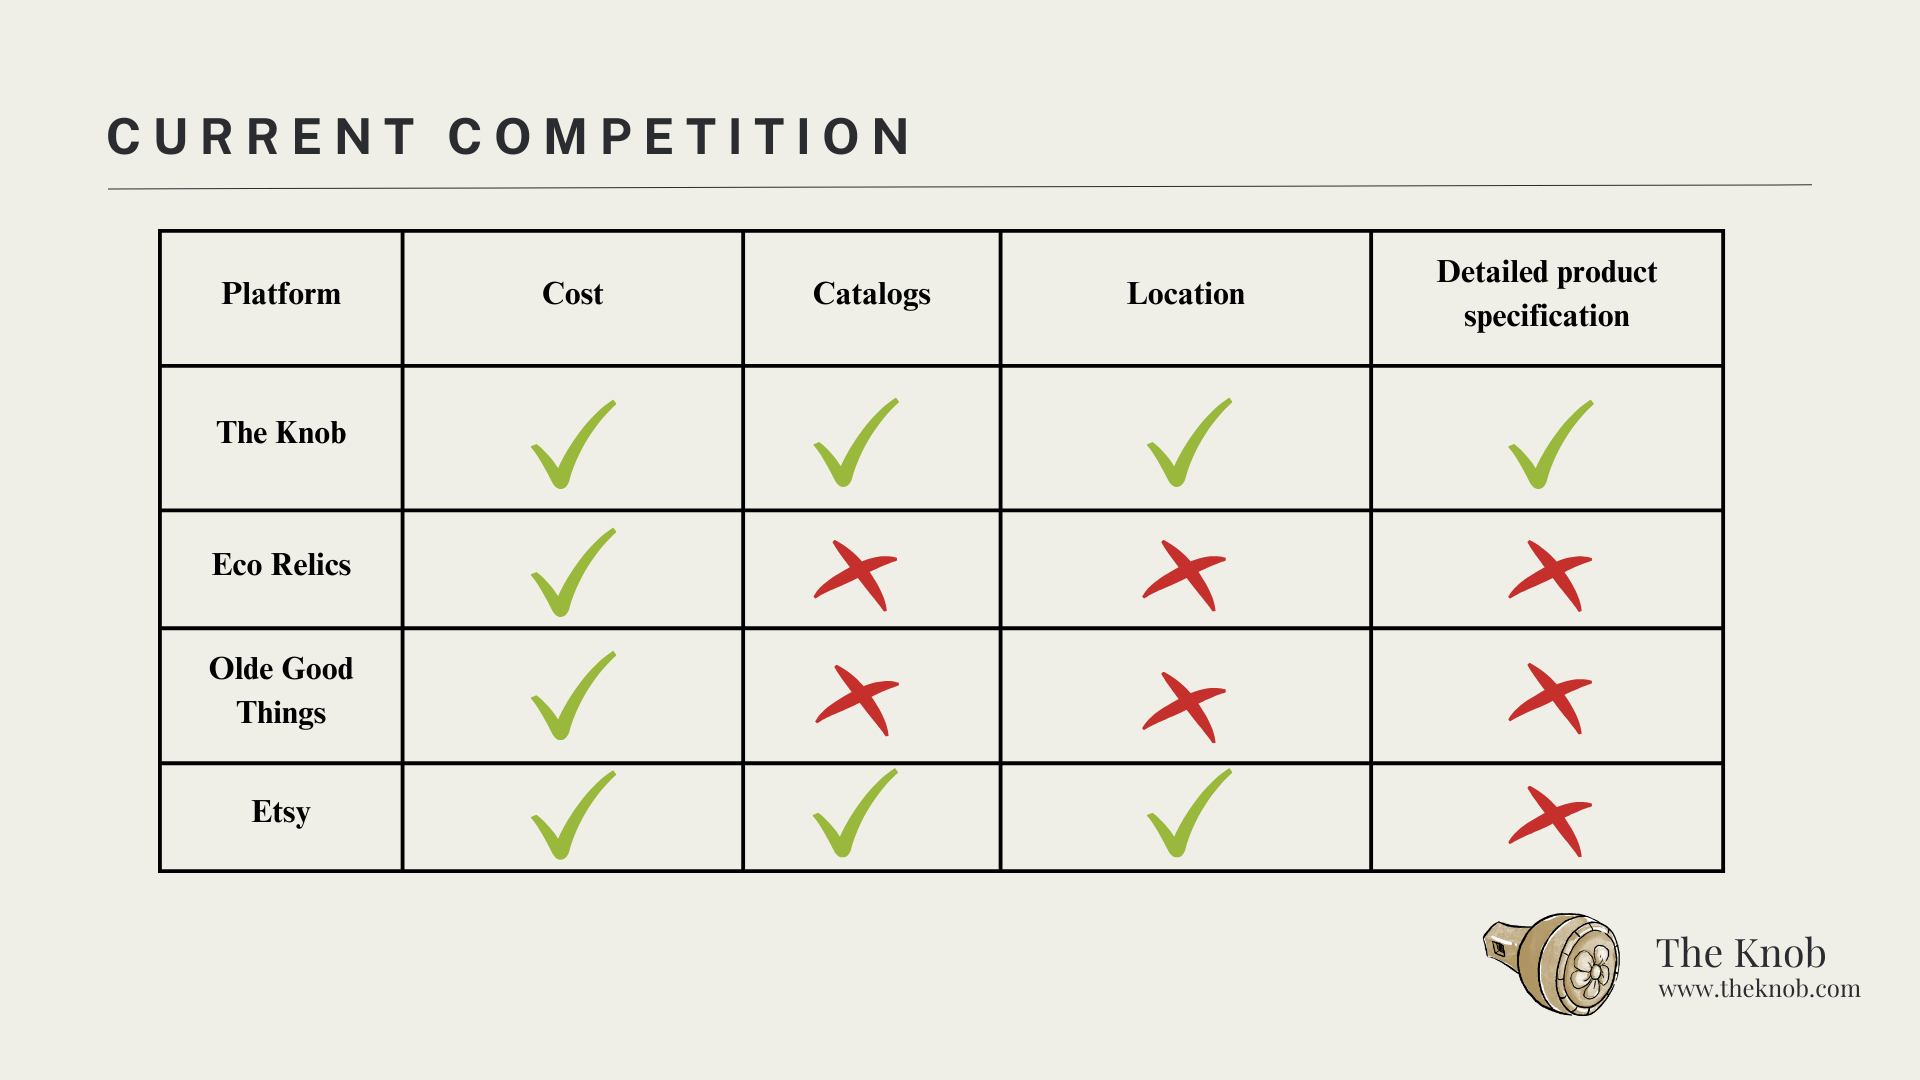 CURRENT COMPETITION
Platform
Cost
Catalogs
Location
Detailed product
specification
The Knob
Eco Relics
Olde Good
Things
Etsy
The Knob
www.theknob.com